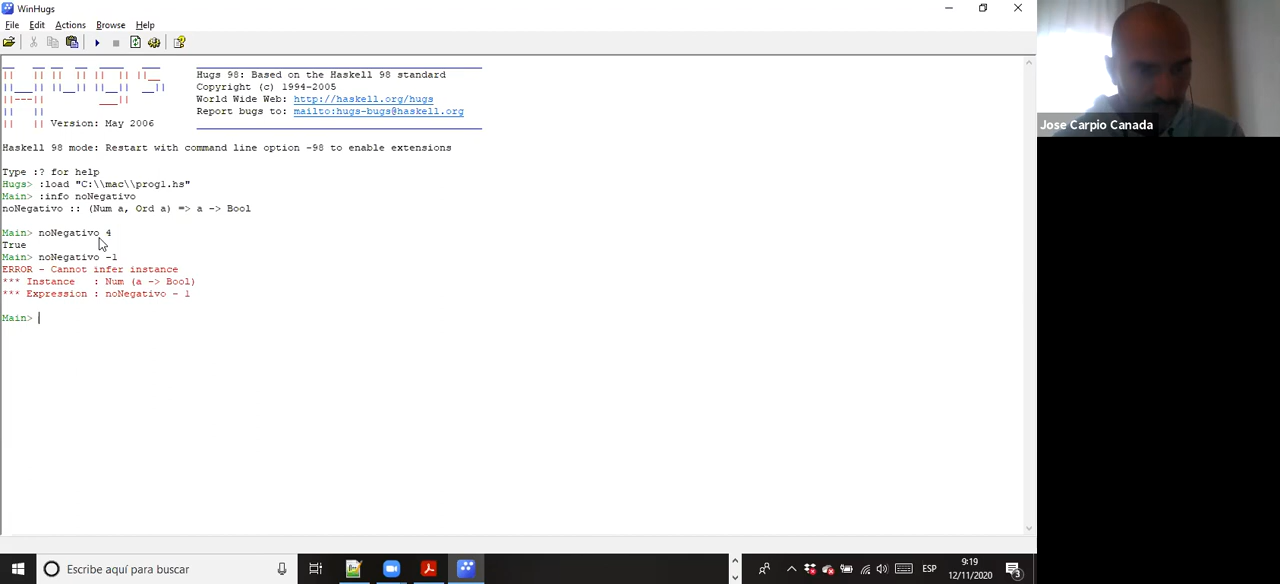 WinHugs
File Edit Actions Browse Help
Hugs 98: Based on the Haskell 98 standard
Copyright (c) 1994-2005
World Wide Web: http://haskell.org/hugs
Report bugs to: mailto:hugs-bugs@haskell.org
Version: May 2006
Haskell 98 mode: Restart with command line option -98 to enable extensions
Type :? for help
Hugs> :load "C:\\mac\\prog1.hs"
Main> :info noNegativo
noNegativo :: (Num a, Ord a) => a -> Bool
Main> noNegativo 4
True
Main> noNegativo -1
ERROR - Cannot infer instance
*** Instance   : Num (a -> Bool)
*** Expression : noNegativo - 1
Main>
Jose Carpio Canada
Escribe aquí para buscar
ESP
9:19
12/11/2020
3